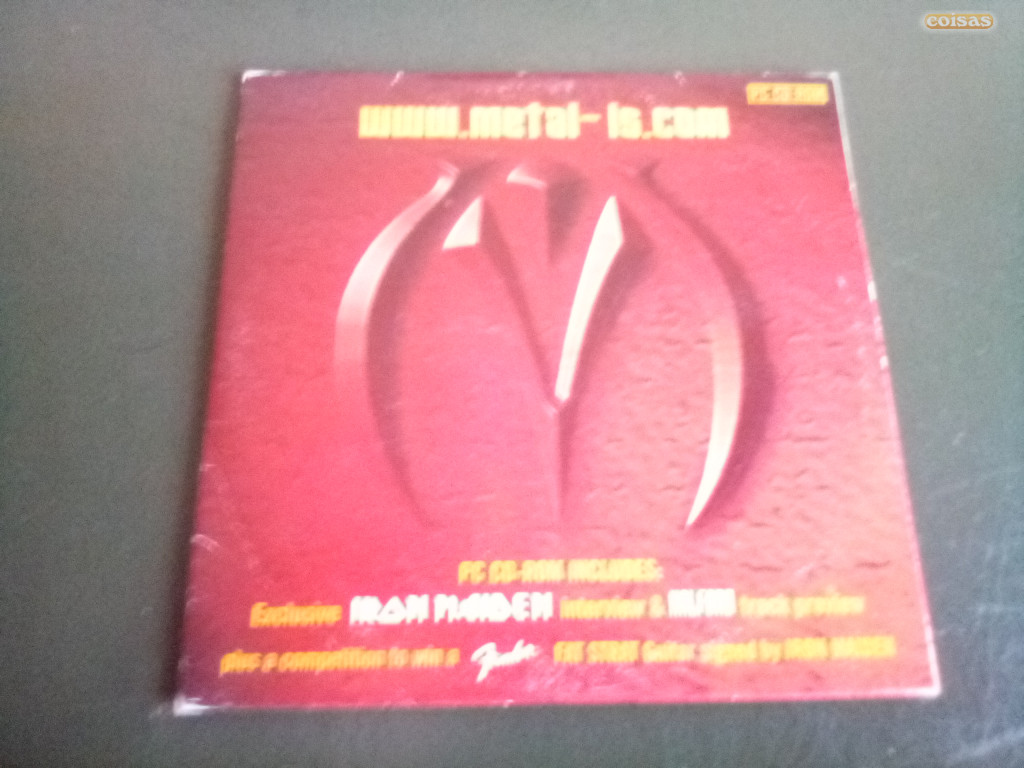 coisas
PC CD-ROM
www.metal-is.com
PC CD-ROM INCLUDES:
Exclusive IRON MAIDEN interview & track preview
plus a competition to win a Fender FAT STRAT Guitar signed by IRON MAIDEN